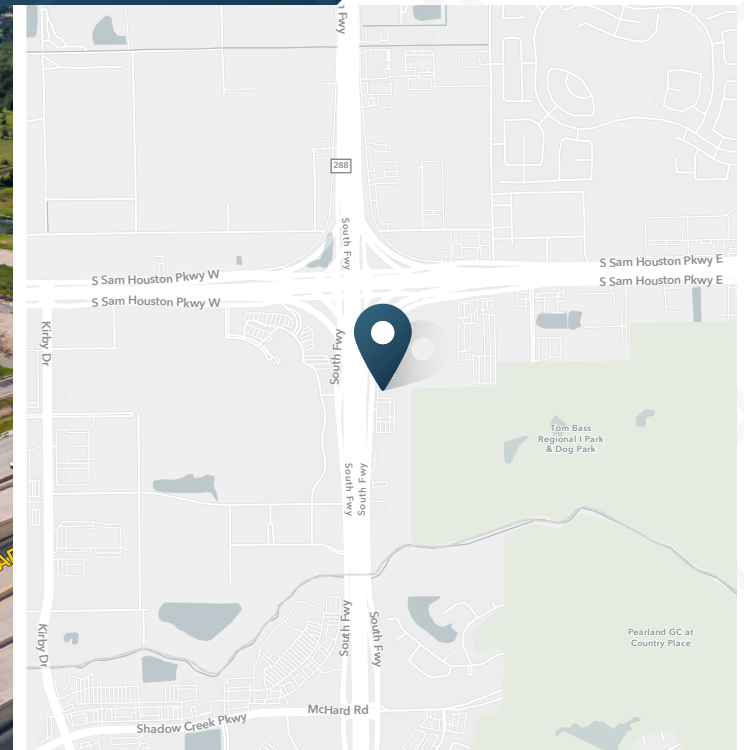 Fwy
288
South Fwy
S Sam Houston Pkwy E
S Sam Houston Pkwy E
S Sam Houston Pkwy W
S Sam Houston Pkwy W
Kirby Dr
South Fwy
Tom Bass
Regional I Park
& Dog Park
South Fwy
South Fwy
South Fwy
South Fwy
Kirby Dr
Pearland GC at
Country Place
McHard Rd
Shadow Creek Pkwy